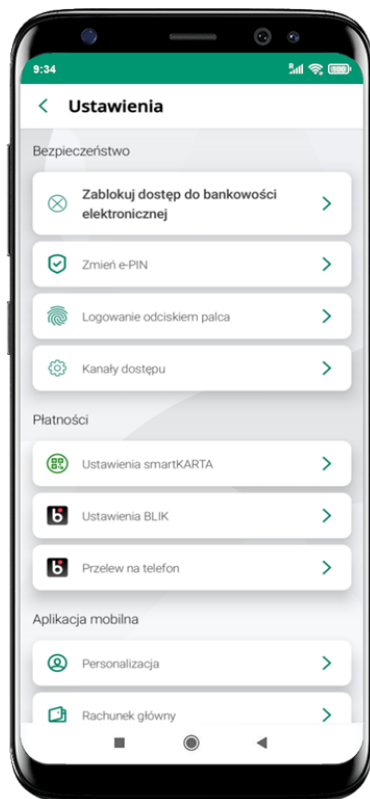 9:34
Ustawienia
Bezpieczeństwo
Zablokuj dostęp do bankowości
elektronicznej
Zmień e-PIN
Logowanie odciskiem palca
Kanały dostępu
Płatności
Ustawienia smartKARTA
Ustawienia BLIK
Przelew na telefon
Aplikacja mobilna
Personalizacja
Rachunek główny